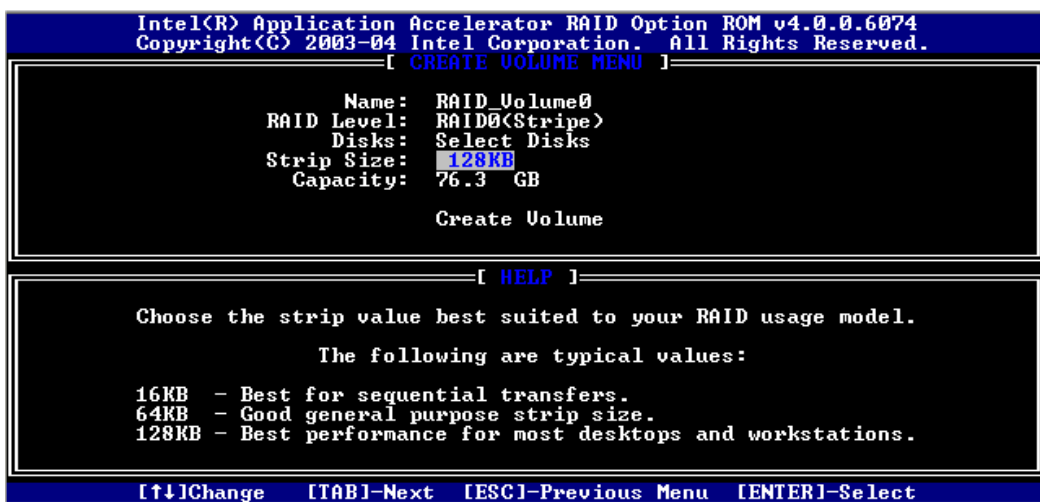 Intel(R) Application Accelerator RAID Option ROM v4.0.0.6074
Copyright(C) 2003-04 Intel Corporation.  All Rights Reserved.
[ CREATE VOLUME MENU ]
Name: RAID_Volume0
RAID Level: RAID0(Stripe)
Disks: Select Disks
Strip Size: 128KB
Capacity: 76.3 GB
Create Volume
[ HELP ]
Choose the strip value best suited to your RAID usage model.
The following are typical values:
16KB - Best for sequential transfers.
64KB - Good general purpose strip size.
128KB - Best performance for most desktops and workstations.
[↑↓]Change [TAB]-Next [ESC]-Previous Menu [ENTER]-Select